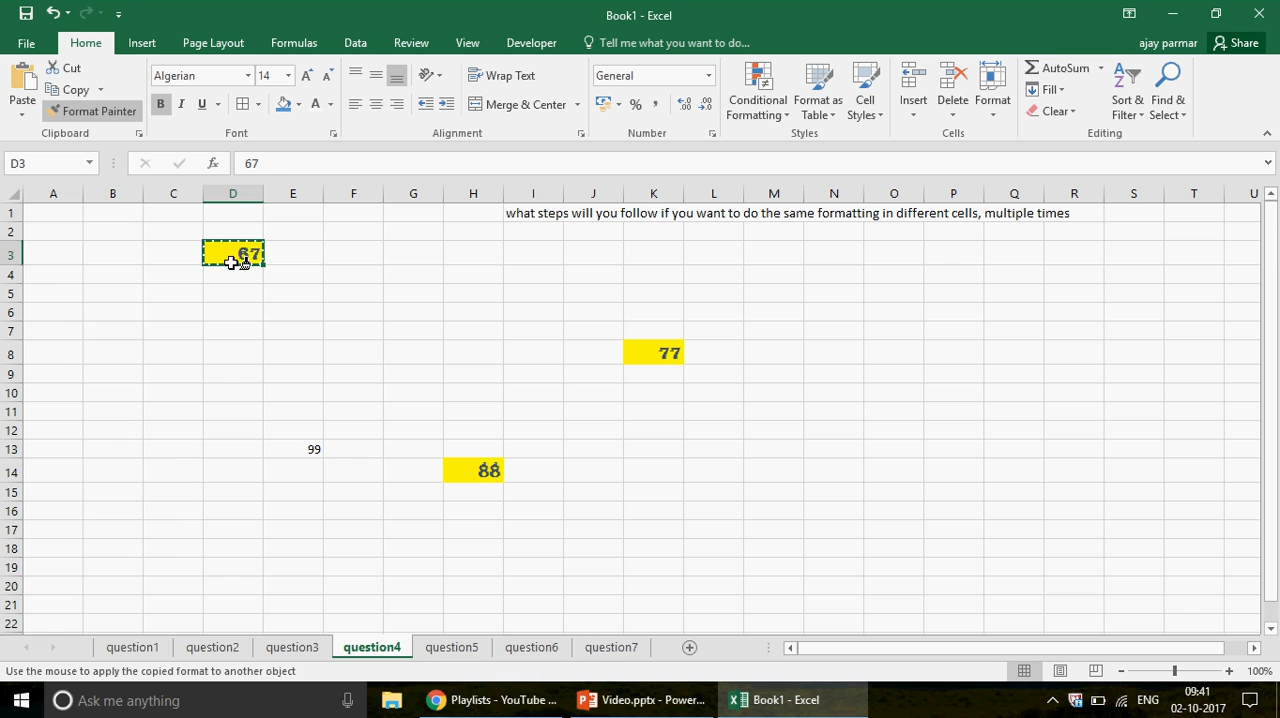 Book1 - Excel
File Home Insert Page Layout Formulas Data Review View Developer Tell me what you want to do... ajay parmar Share
Paste Cut Copy Format Painter Clipboard
Algerian 14 B I U A Font
Wrap Text Merge & Center Alignment
General % Number
Conditional Formatting Format as Table Cell Styles Styles
Insert Delete Format Cells
AutoSum Fill Clear Sort & Filter Find & Select Editing
D3 fx 67
A B C D E F G H I J K L M N O P Q R S T U
1 what steps will you follow if you want to do the same formatting in different cells, multiple times
2
3 67
4
5
6
7
8 77
9
10
11
12
13 99
14 88
15
16
17
18
19
20
21
22
question1 question2 question3 question4 question5 question6 question7
Use the mouse to apply the copied format to another object 100%
Ask me anything Playlists - YouTube ... Video.pptx - Power... Book1 - Excel ENG 09:41
02-10-2017